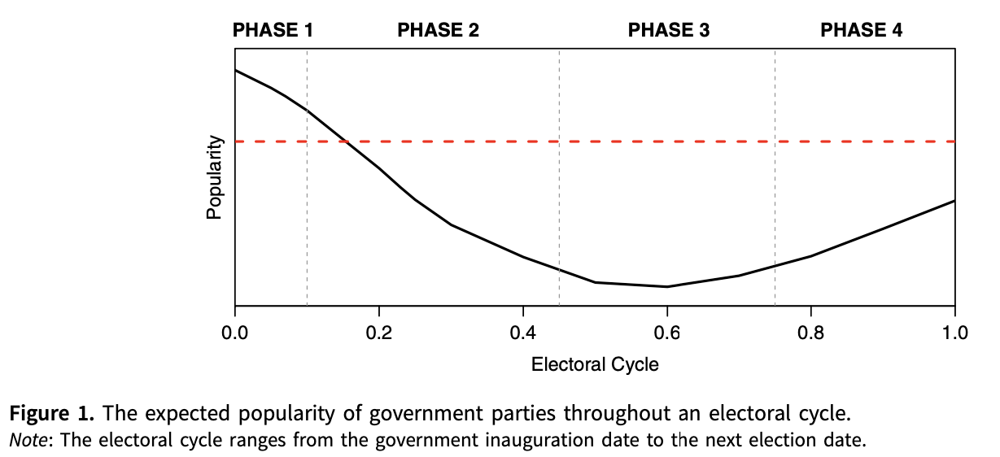 PHASE 1 PHASE 2 PHASE 3 PHASE 4
Popularity
0.0 0.2 0.4 0.6 0.8 1.0
Electoral Cycle
Figure 1. The expected popularity of government parties throughout an electoral cycle.
Note: The electoral cycle ranges from the government inauguration date to the next election date.